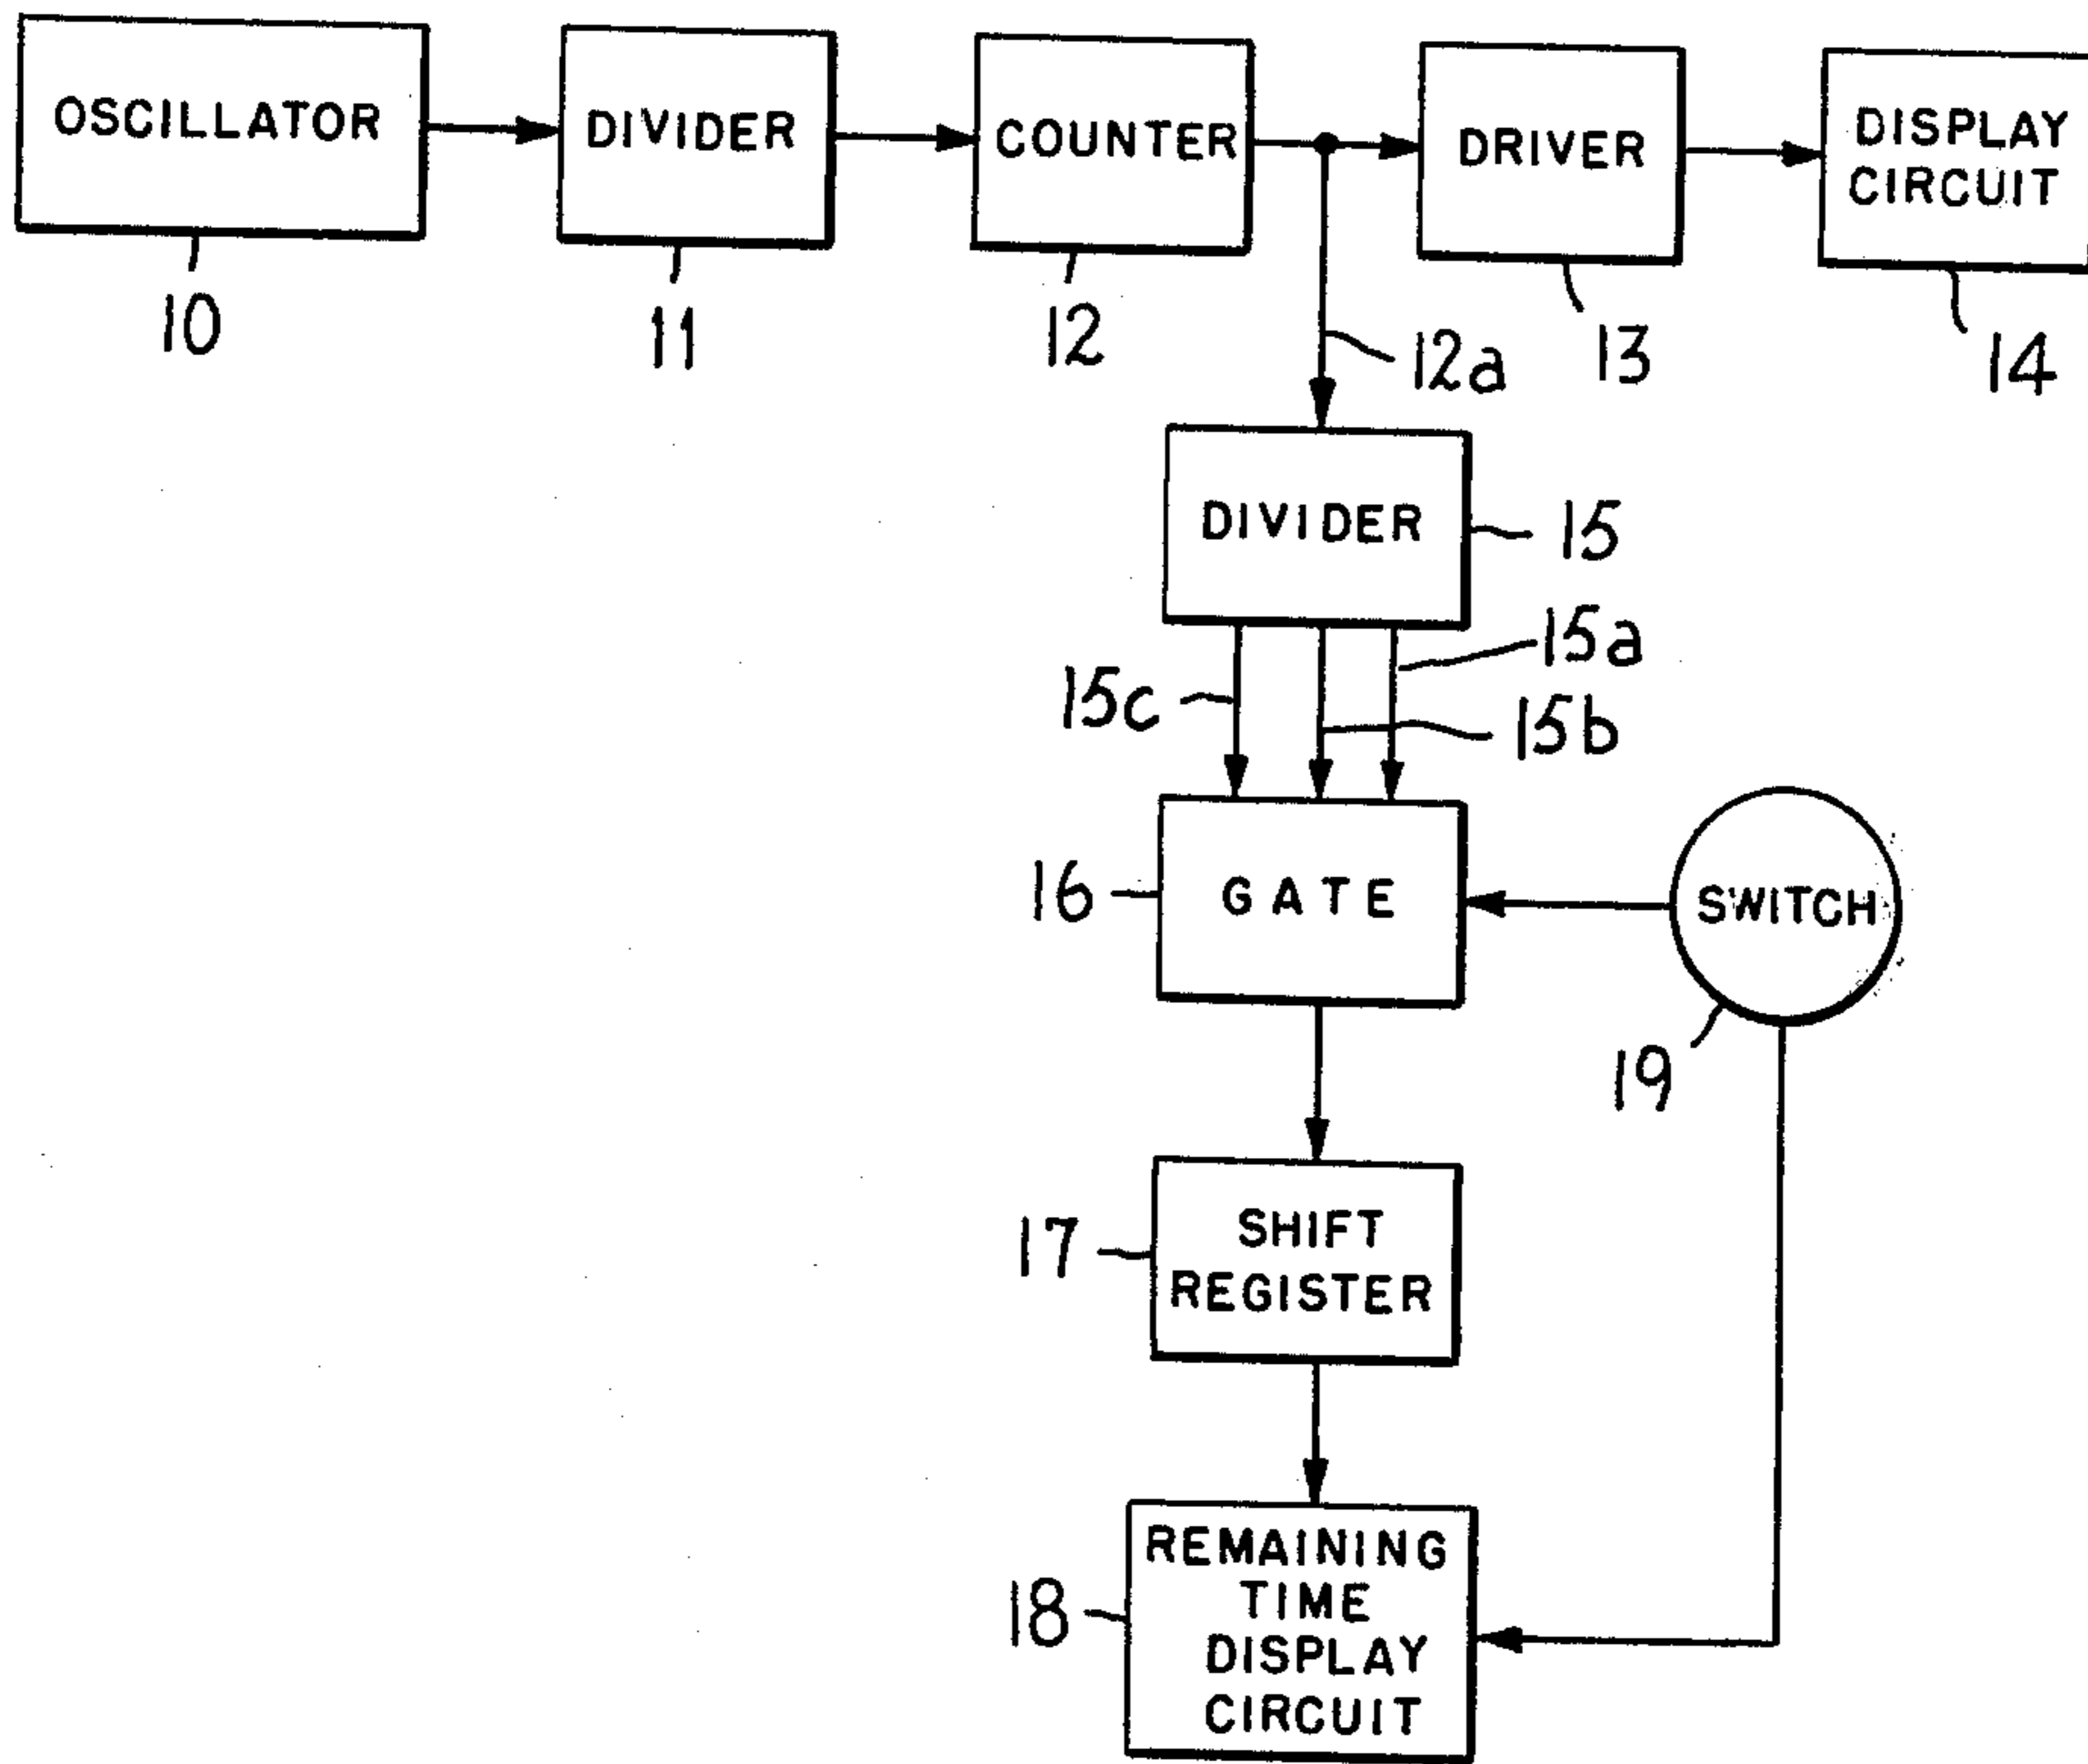 OSCILLATOR
DIVIDER
COUNTER
DRIVER
DISPLAY
CIRCUIT
10
11
12
12a
13
14
DIVIDER
15
15a
15c
15b
16
GATE
SWITCH
19
17
SHIFT
REGISTER
18
REMAINING
TIME
DISPLAY
CIRCUIT